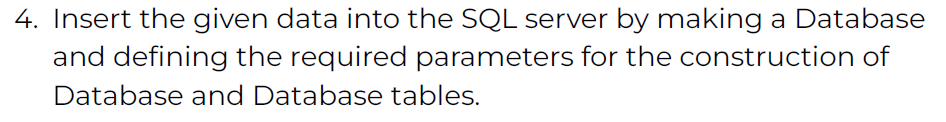 4. Insert the given data into the SQL server by making a Database
and defining the required parameters for the construction of
Database and Database tables.